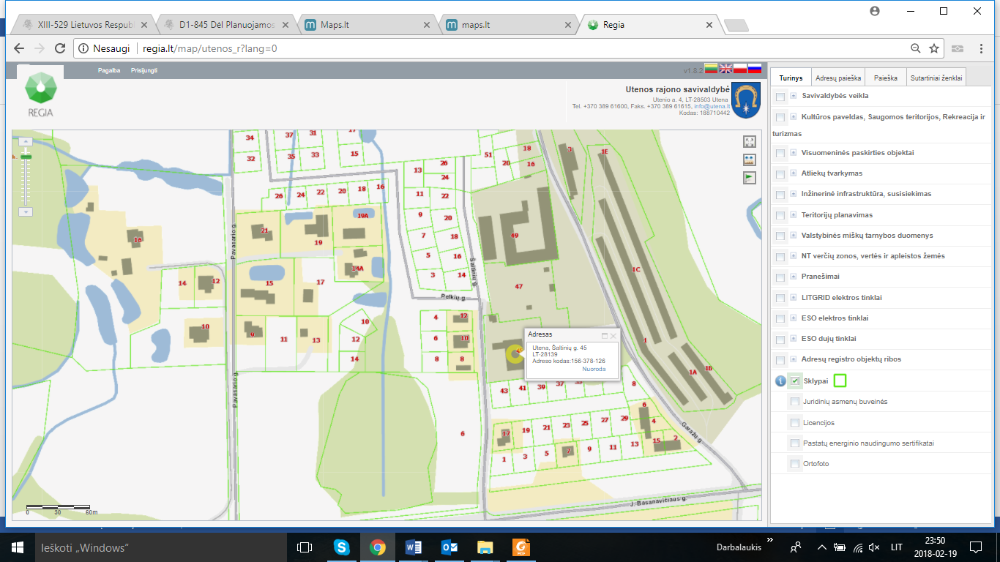 XIII-529 Lietuvos Respubl
D1-845 Dėl Planuojamos
Maps.lt
maps.lt
Regia
Nesaugi
regia.lt/map/utenos_r?lang=0
Pagalba
Prisijungti
v1.8.2
REGIA
Utenos rajono savivaldybė
Utenio a. 4, LT-28503 Utena
Tel. +370 389 61600, Faks. +370 389 61615, info@utena.lt
Kodas: 188710442
Turinys
Adresų paieška
Paieška
Sutartiniai ženklai
Savivaldybės veikla
Kultūros paveldas, Saugomos teritorijos, Rekreacija ir
turizmas
Visuomeninės paskirties objektai
Atliekų tvarkymas
Inžinerinė infrastruktūra, susisiekimas
Teritorijų planavimas
Valstybinės miškų tarnybos duomenys
NT verčių zonos, vertės ir apleistos žemės
Pranešimai
LITGRID elektros tinklai
ESO elektros tinklai
ESO dujų tinklai
Adresų registro objektų ribos
Sklypai
Juridinių asmenų buveinės
Licencijos
Pastatų energinio naudingumo sertifikatai
Ortofoto
34 37 31 17
32 35 33 15
51 20 18 16 3 1E
13 26 24
26 24 22 20 18 16
11 22
9 20
7 18
5 16
3 14
21 19 19A
14A
16
14 12
15 17
49
47
1C
Pavasario g.
Šaltinių g.
Pelkių g.
10 9 11 13
10 12 14
4 12
6 10
8 8
Adresas
Utena, Šaltinių g. 45
LT-28139
Adreso kodas:156-378-126
Nuoroda
1 1A 1B
43 41 39 37 8
Pavasario g.
6
17 19 21 23 25 27 29 6 4
1 3 5 7 9 11 13 15 2
Garažų g.
J. Basanavičiaus g.
0 30 60m
Ieškoti „Windows“
Darbalaukis
LIT
23:50
2018-02-19